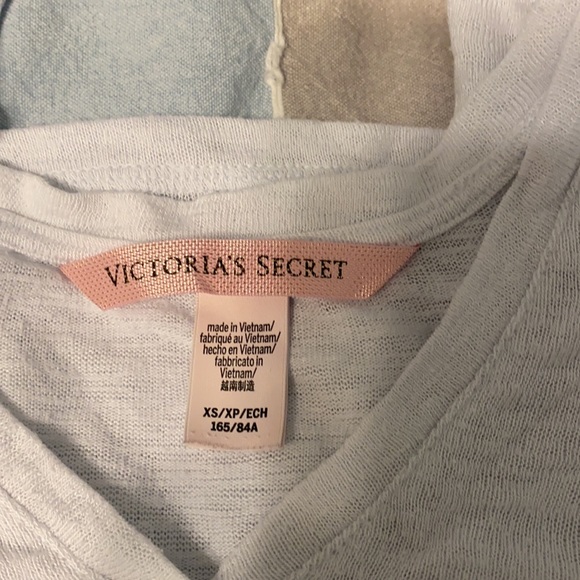 VICTORIA'S SECRET
made in Vietnam/
fabriqué au Vietnam/
hecho en Vietnam/
fabbricato in
Vietnam/
越南制造
XS/XP/ECH
165/84A